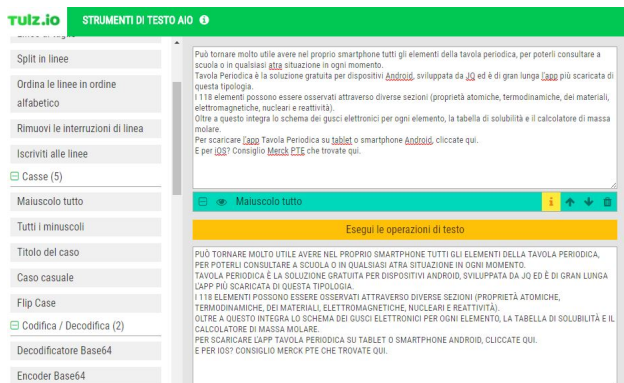 TUlz.io STRUMENTI DI TESTO AIO
Split in linee
Ordina le linee in ordine
alfabetico
Rimuovi le interruzioni di linea
Iscriviti alle linee
Casse (5)
Maiuscolo tutto
Tutti i minuscoli
Titolo del caso
Caso casuale
Flip Case
Codifica / Decodifica (2)
Decodificatore Base64
Encoder Base64
Può tornare molto utile avere nel proprio smartphone tutti gli elementi della tavola periodica, per poterli consultare a
scuola o in qualsiasi atra situazione in ogni momento.
Tavola Periodica è la soluzione gratuita per dispositivi Android, sviluppata da JQ ed è di gran lunga l'app più scaricata di
questa tipologia.
I 118 elementi possono essere osservati attraverso diverse sezioni (proprietà atomiche, termodinamiche, dei materiali,
elettromagnetiche, nucleari e reattività).
Oltre a questo integra lo schema dei gusci elettronici per ogni elemento, la tabella di solubilità e il calcolatore di massa
molare.
Per scaricare l'app Tavola Periodica su tablet o smartphone Android, cliccate qui.
E per iOS? Consiglio Merck PTE che trovate qui.
Maiuscolo tutto
Esegui le operazioni di testo
PUÒ TORNARE MOLTO UTILE AVERE NEL PROPRIO SMARTPHONE TUTTI GLI ELEMENTI DELLA TAVOLA PERIODICA,
PER POTERLI CONSULTARE A SCUOLA O IN QUALSIASI ATRA SITUAZIONE IN OGNI MOMENTO.
TAVOLA PERIODICA È LA SOLUZIONE GRATUITA PER DISPOSITIVI ANDROID, SVILUPPATA DA JQ ED È DI GRAN LUNGA
L'APP PIÙ SCARICATA DI QUESTA TIPOLOGIA.
I 118 ELEMENTI POSSONO ESSERE OSSERVATI ATTRAVERSO DIVERSE SEZIONI (PROPRIETÀ ATOMICHE,
TERMODINAMICHE, DEI MATERIALI, ELETTROMAGNETICHE, NUCLEARI E REATTIVITÀ).
OLTRE A QUESTO INTEGRA LO SCHEMA DEI GUSCI ELETTRONICI PER OGNI ELEMENTO, LA TABELLA DI SOLUBILITÀ E IL
CALCOLATORE DI MASSA MOLARE.
PER SCARICARE L'APP TAVOLA PERIODICA SU TABLET O SMARTPHONE ANDROID, CLICCATE QUI.
E PER IOS? CONSIGLIO MERCK PTE CHE TROVATE QUI.